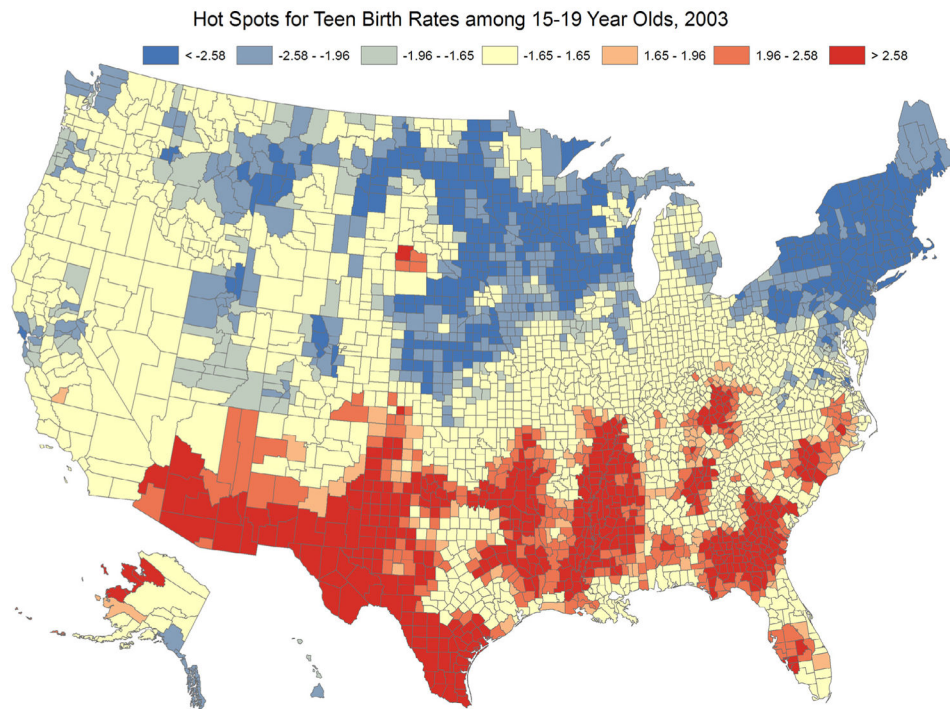 Hot Spots for Teen Birth Rates among 15-19 Year Olds, 2003
< -2.58 -2.58 - -1.96 -1.96 - -1.65 -1.65 - 1.65 1.65 - 1.96 1.96 - 2.58 > 2.58